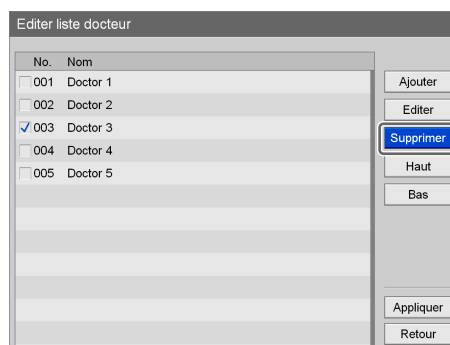 Editer liste docteur
No. Nom
001 Doctor 1
002 Doctor 2
003 Doctor 3
004 Doctor 4
005 Doctor 5
Ajouter
Editer
Supprimer
Haut
Bas
Appliquer
Retour